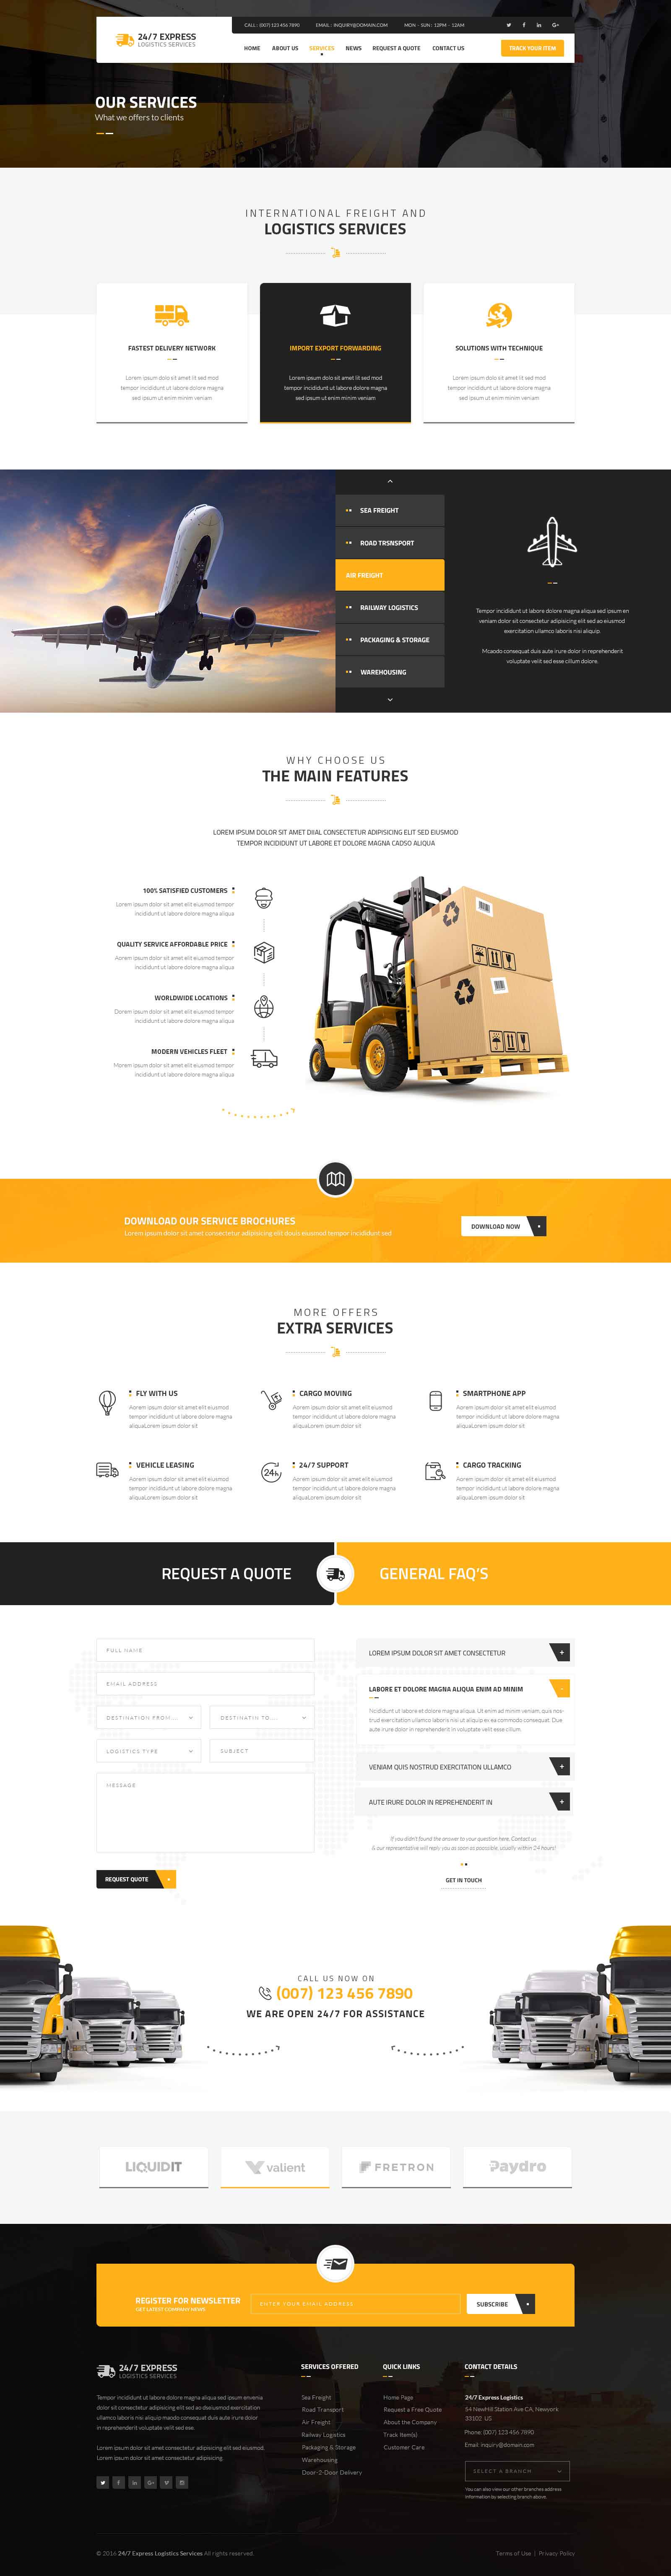 24/7 EXPRESS
LOGISTICS SERVICES
CALL : (007) 123 456 7890
EMAIL : INQUIRY@DOMAIN.COM
MON - SUN : 12PM - 12AM
HOME
ABOUT US
SERVICES
NEWS
REQUEST A QUOTE
CONTACT US
TRACK YOUR ITEM
OUR SERVICES
What we offers to clients
INTERNATIONAL FREIGHT AND
LOGISTICS SERVICES
FASTEST DELIVERY NETWORK
Lorem ipsum dolo sit amet lit sed mod
tempor incididunt ut labore dolore magna
sed ipsum ut enim minim veniam
IMPORT EXPORT FORWARDING
Lorem ipsum dolo sit amet lit sed mod
tempor incididunt ut labore dolore magna
sed ipsum ut enim minim veniam
SOLUTIONS WITH TECHNIQUE
Lorem ipsum dolo sit amet lit sed mod
tempor incididunt ut labore dolore magna
sed ipsum ut enim minim veniam
SEA FREIGHT
ROAD TRSNSPORT
AIR FREIGHT
RAILWAY LOGISTICS
PACKAGING & STORAGE
WAREHOUSING
Tempor incididunt ut labore dolore magna aliqua sed ipsum en
veniam dolor sit consectetur adipisicing elit sed ao eiusmod
exercitation ullamco laboris nisi aliquip.
Mcaodo consequat duis aute irure dolor in reprehenderit
voluptate velit sed esse cillum dolore.
WHY CHOOSE US
THE MAIN FEATURES
LOREM IPSUM DOLOR SIT AMET DIIAL CONSECTETUR ADIPISICING ELIT SED EIUSMOD
TEMPOR INCIDIDUNT UT LABORE ET DOLORE MAGNA CADSO ALIQUA
100% SATISFIED CUSTOMERS
Lorem ipsum dolor sit amet elit eiusmod tempor
incididunt ut labore dolore magna aliqua
QUALITY SERVICE AFFORDABLE PRICE
Aorem ipsum dolor sit amet elit eiusmod tempor
incididunt ut labore dolore magna aliqua
WORLDWIDE LOCATIONS
Dorem ipsum dolor sit amet elit eiusmod tempor
incididunt ut labore dolore magna aliqua
MODERN VEHICLES FLEET
Morem ipsum dolor sit amet elit eiusmod tempor
incididunt ut labore dolore magna aliqua
DOWNLOAD OUR SERVICE BROCHURES
Lorem ipsum dolor sit amet consectetur adipisicing elit douis eiusmod tempor incididunt sed
DOWNLOAD NOW
MORE OFFERS
EXTRA SERVICES
FLY WITH US
Aorem ipsum dolor sit amet elit eiusmod
tempor incididunt ut labore dolore magna
aliquaLorem ipsum dolor sit
CARGO MOVING
Aorem ipsum dolor sit amet elit eiusmod
tempor incididunt ut labore dolore magna
aliquaLorem ipsum dolor sit
SMARTPHONE APP
Aorem ipsum dolor sit amet elit eiusmod
tempor incididunt ut labore dolore magna
aliquaLorem ipsum dolor sit
VEHICLE LEASING
Aorem ipsum dolor sit amet elit eiusmod
tempor incididunt ut labore dolore magna
aliquaLorem ipsum dolor sit
24h
24/7 SUPPORT
Aorem ipsum dolor sit amet elit eiusmod
tempor incididunt ut labore dolore magna
aliquaLorem ipsum dolor sit
CARGO TRACKING
Aorem ipsum dolor sit amet elit eiusmod
tempor incididunt ut labore dolore magna
aliquaLorem ipsum dolor sit
REQUEST A QUOTE
GENERAL FAQ'S
FULL NAME
EMAIL ADDRESS
DESTINATION FROM....
DESTINATIN TO....
LOGISTICS TYPE
SUBJECT
MESSAGE
REQUEST QUOTE
LOREM IPSUM DOLOR SIT AMET CONSECTETUR
+
LABORE ET DOLORE MAGNA ALIQUA ENIM AD MINIM
-
Ncididunt ut labore et dolore magna aliqua. Ut enim ad minim veniam, quis nos-
trud exercitation ullamco laboris nisi ut aliquip ex ea commodo consequat. Due
aute irure dolor in reprehenderit in voluptate velit esse cillum.
VENIAM QUIS NOSTRUD EXERCITATION ULLAMCO
+
AUTE IRURE DOLOR IN REPREHENDERIT IN
+
If you didn't found the answer to your question here, Contact us
& our representative will reply you as soon as poassible, usually withtin 24 hours!
GET IN TOUCH
CALL US NOW ON
(007) 123 456 7890
WE ARE OPEN 24/7 FOR ASSISTANCE
LIQUIDIT
valient
FRETRON
Paydro
REGISTER FOR NEWSLETTER
GET LATEST COMPANY NEWS
ENTER YOUR EMAIL ADDRESS
SUBSCRIBE
24/7 EXPRESS
LOGISTICS SERVICES
Tempor incididunt ut labore dolore magna aliqua sed ipsum envenia
dolor sit consectetur adipisicing elit sed ao dseiusmod exercitation
ullamco laboris nisi aliquip maodo consequat duis aute irure dolor
in reprehenderit voluptate velit sed ese.
Lorem ipsum dolor sit amet consectetur adipisicing elit sed eiusmod.
Lorem ipsum dolor sit amet consectetur adipisicing.
SERVICES OFFERED
Sea Freight
Road Transport
Air Freight
Railway Logistics
Packaging & Storage
Warehousing
Door-2-Door Delivery
QUICK LINKS
Home Page
Request a Free Quote
About the Company
Track Item(s)
Customer Care
CONTACT DETAILS
24/7 Express Logistics
54 NewHill Station Ave CA, Newyork
33102. US
Phone: (007) 123 456 7890
Email: inquiry@domain.com
SELECT A BRANCH
You can also view our other branches address
information by selecting branch above.
© 2016 24/7 Express Logistics Services All rights reserved.
Terms of Use | Privacy Policy